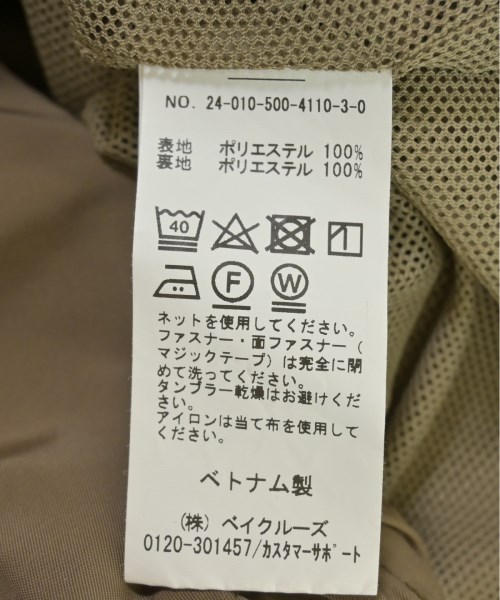 NO. 24-010-500-4110-3-0
表地 ポリエステル 100%
裏地 ポリエステル 100%
40
F W
ネットを使用してください。
ファスナー・面ファスナー(
マジックテープ)は完全に閉
めて洗ってください。
タンブラー乾燥はお避けくだ
さい。
アイロンは当て布を使用して
ください。
ベトナム製
(株) ベイクルーズ
0120-301457/カスタマーサポート